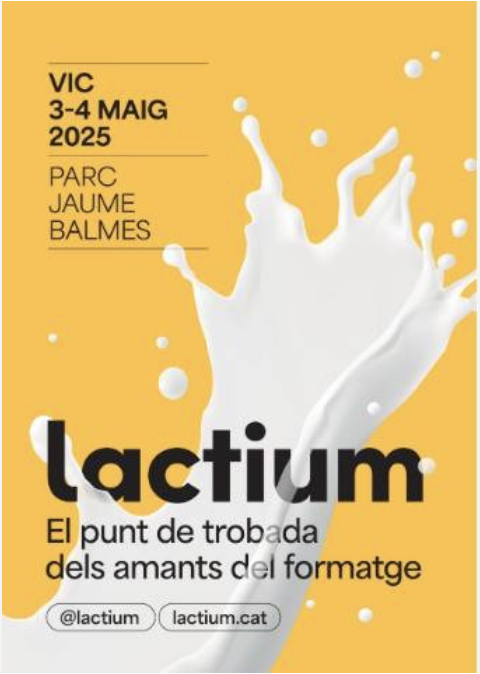 VIC
3-4 MAIG
2025
PARC
JAUME
BALMES
lactium
El punt de trobada
dels amants del formatge
@lactium lactium.cat